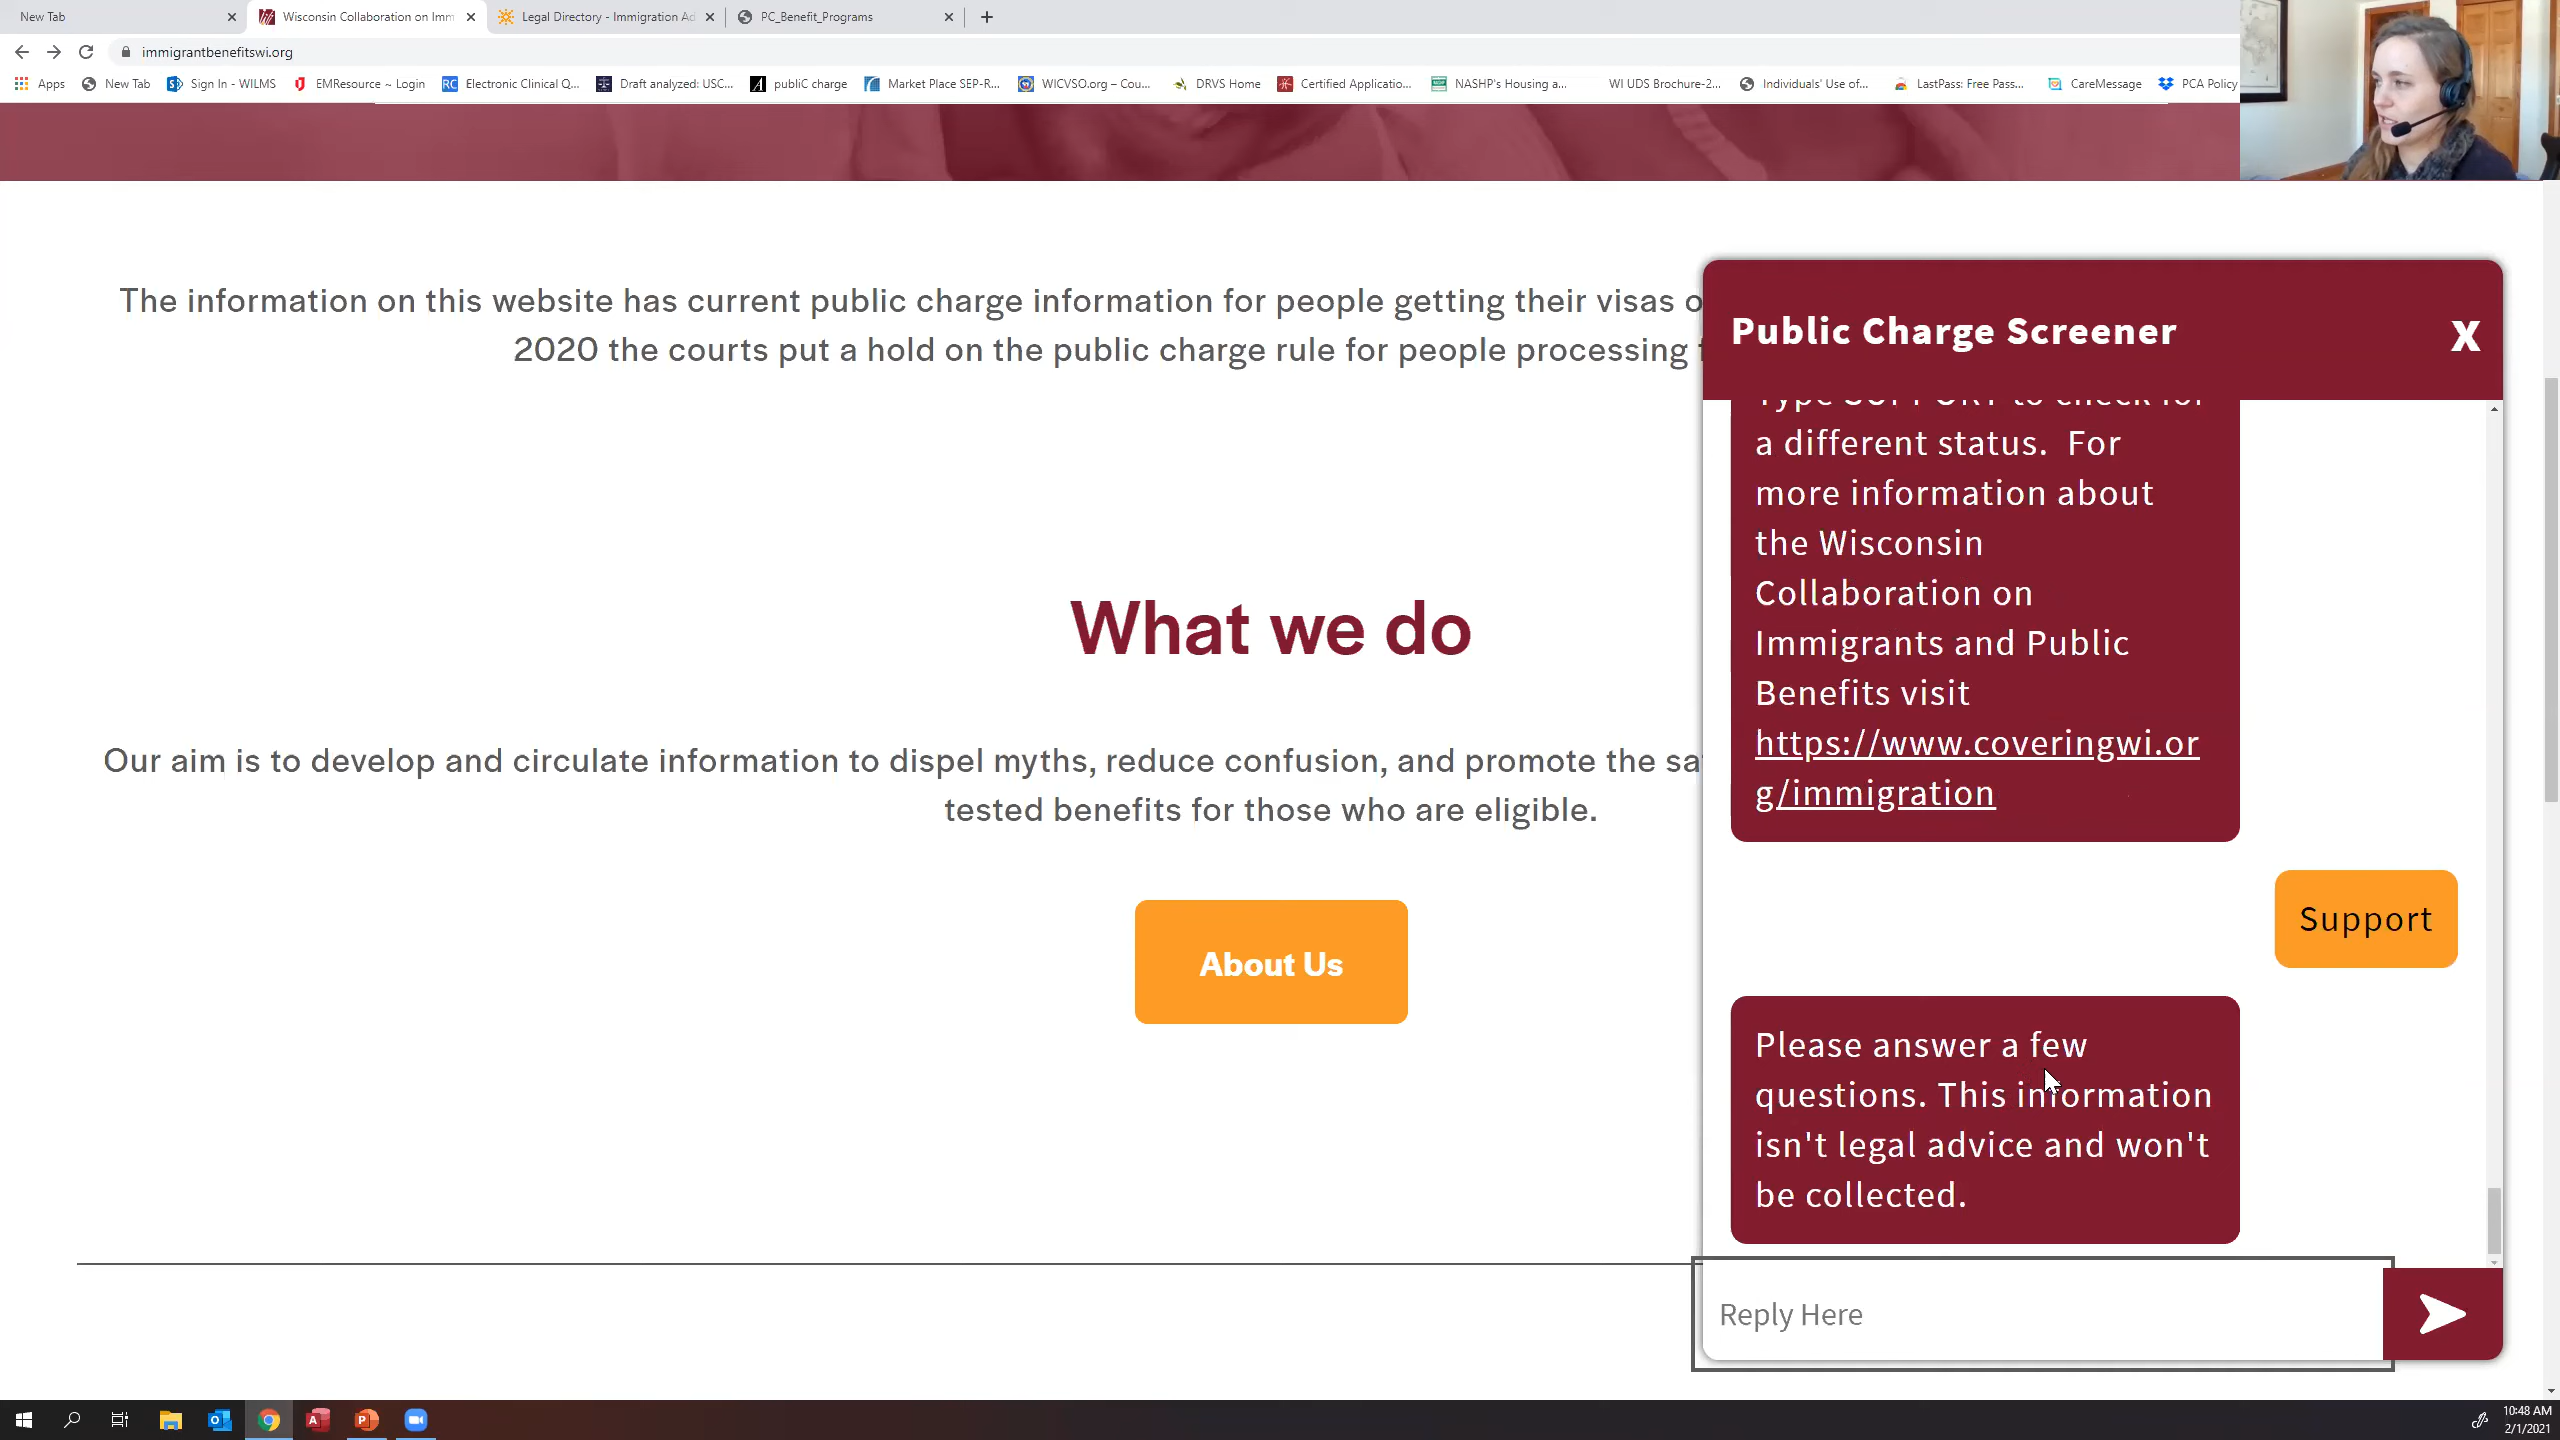 New Tab
Wisconsin Collaboration on Imm
Legal Directory - Immigration Ad
PC_Benefit_Programs
immigrantbenefitswi.org
Apps New Tab Sign In - WILMS EMResource ~ Login Electronic Clinical Q... Draft analyzed: USC... publiC charge Market Place SEP-R... WICVSO.org – Cou... DRVS Home Certified Applicatio... NASHP's Housing a... WI UDS Brochure-2... Individuals' Use of... LastPass: Free Pass... CareMessage PCA Policy
The information on this website has current public charge information for people getting their visas
2020 the courts put a hold on the public charge rule for people processing
What we do
Our aim is to develop and circulate information to dispel myths, reduce confusion, and promote the
tested benefits for those who are eligible.
About Us
Public Charge Screener
X
Type SUPPORT to check for
a different status.  For
more information about
the Wisconsin
Collaboration on
Immigrants and Public
Benefits visit
https://www.coveringwi.or
g/immigration
Support
Please answer a few
questions. This information
isn't legal advice and won't
be collected.
Reply Here
10:48 AM
2/1/2021